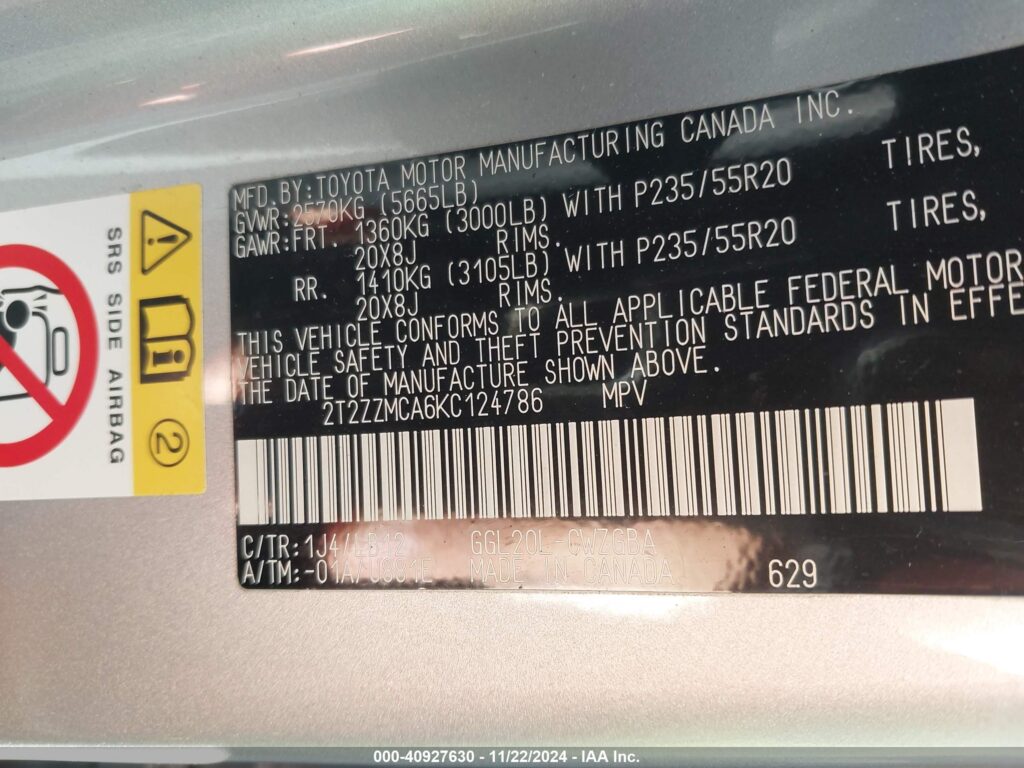 SRS SIDE AIRBAG
2
MFD.BY:TOYOTA MOTOR MANUFACTURING CANADA INC.
GVWR:2570KG (5665LB)
GAWR:FRT. 1360KG (3000LB) WITH P235/55R20 TIRES,
20X8J RIMS.
RR. 1410KG (3105LB) WITH P235/55R20 TIRES,
20X8J RIMS.
THIS VEHICLE CONFORMS TO ALL APPLICABLE FEDERAL MOTOR
VEHICLE SAFETY AND THEFT PREVENTION STANDARDS IN EFFE
THE DATE OF MANUFACTURE SHOWN ABOVE.
2T2ZZMCA6KC124786 MPV
C/TR:1J4/LB12
A/TM: MADE IN CANADA 629
000-40927630 - 11/22/2024 - IAA Inc.